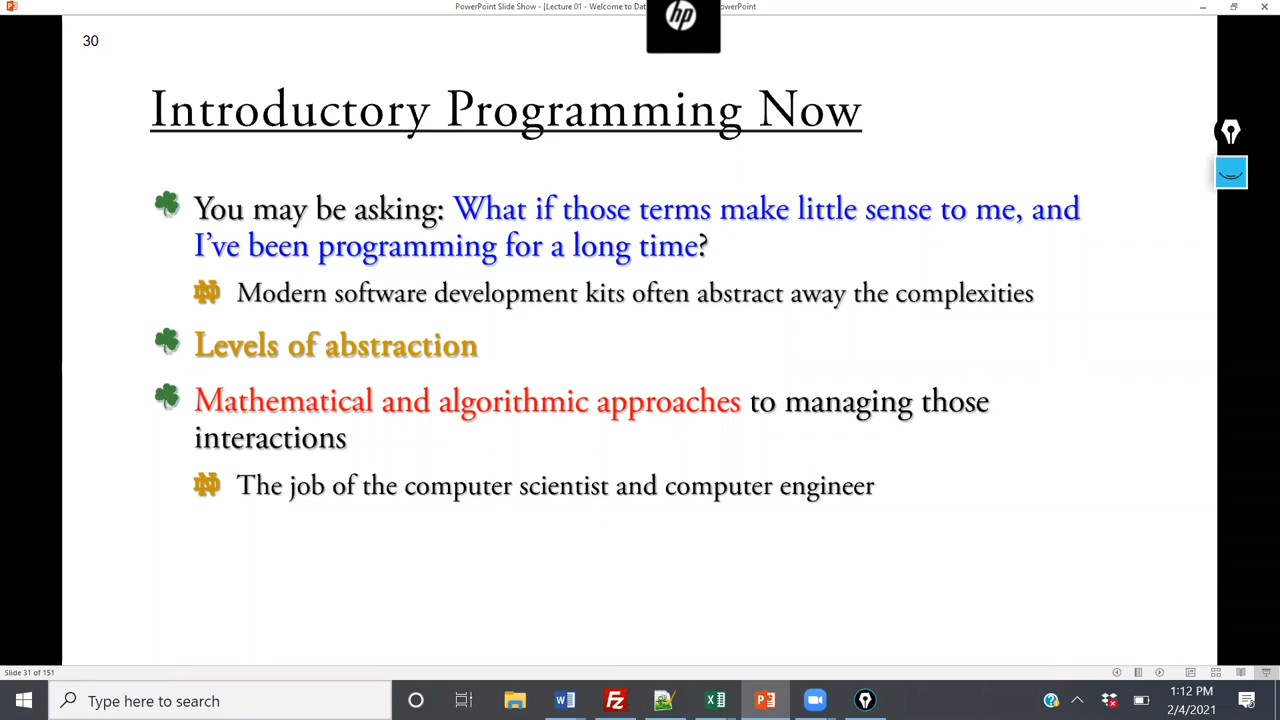 PowerPoint Slide Show - [Lecture 01 - Welcome to Dat
owerPoint
hp
30
Introductory Programming Now
You may be asking: What if those terms make little sense to me, and
I’ve been programming for a long time?
Modern software development kits often abstract away the complexities
Levels of abstraction
Mathematical and algorithmic approaches to managing those
interactions
The job of the computer scientist and computer engineer
Slide 31 of 151
Type here to search
1:12 PM
2/4/2021